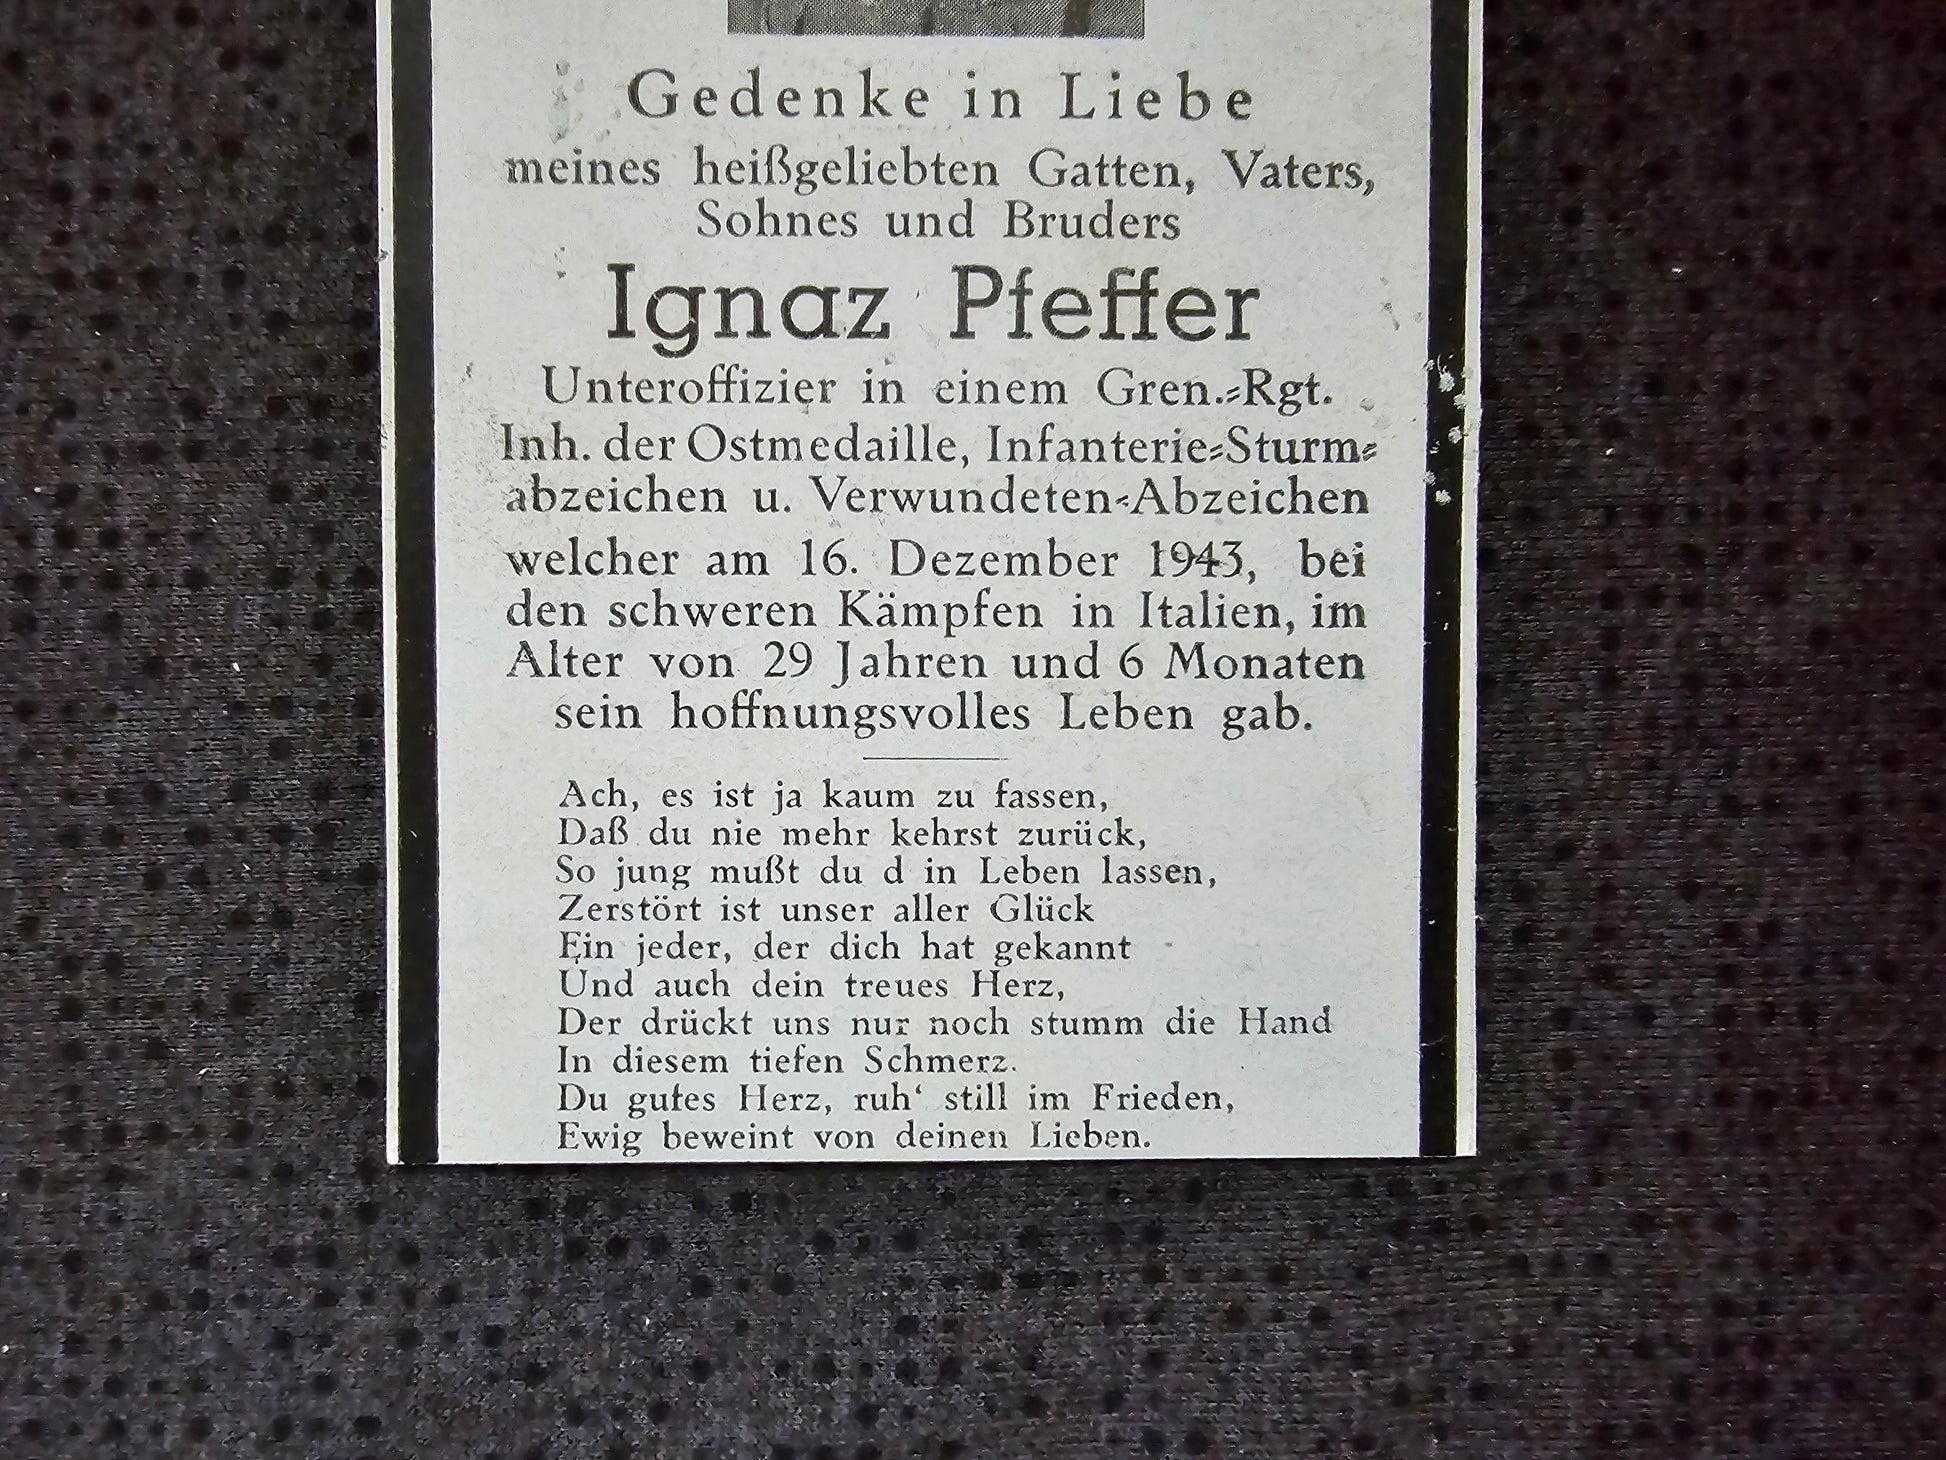 Gedenke in Liebe
meines heißgeliebten Gatten, Vaters,
Sohnes und Bruders
Ignaz Pfeffer
Unteroffizier in einem Gren.-Rgt.
Inh. der Ostmedaille, Infanterie-Sturm-
abzeichen u. Verwundeten-Abzeichen
welcher am 16. Dezember 1943, bei
den schweren Kämpfen in Italien, im
Alter von 29 Jahren und 6 Monaten
sein hoffnungsvolles Leben gab.
Ach, es ist ja kaum zu fassen,
Daß du nie mehr kehrst zurück,
So jung mußt du d in Leben lassen,
Zerstört ist unser aller Glück
Ein jeder, der dich hat gekannt
Und auch dein treues Herz,
Der drückt uns nur noch stumm die Hand
In diesem tiefen Schmerz.
Du gutes Herz, ruh‘ still im Frieden,
Ewig beweint von deinen Lieben.